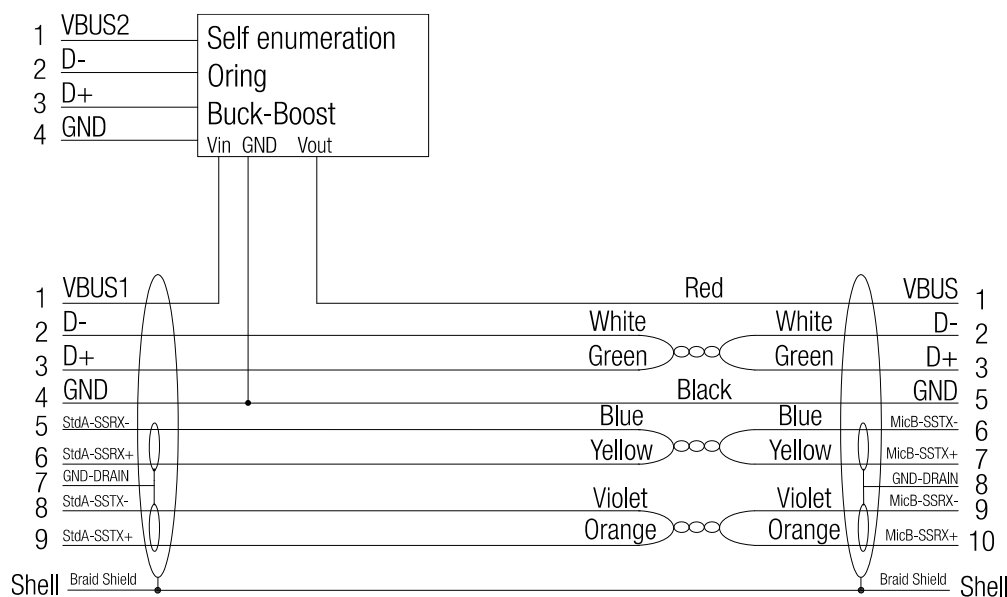 1 VBUS2
2 D-
3 D+
4 GND
Self enumeration
Oring
Buck-Boost
Vin GND Vout
1 VBUS1 Red VBUS 1
2 D- White White D- 2
3 D+ Green Green D+ 3
4 GND Black GND 5
5 StdA-SSRX- Blue Blue MicB-SSTX- 6
6 StdA-SSRX+ Yellow Yellow MicB-SSTX+ 7
7 GND-DRAIN GND-DRAIN 8
8 StdA-SSTX- Violet Violet MicB-SSRX- 9
9 StdA-SSTX+ Orange Orange MicB-SSRX+ 10
Shell Braid Shield Braid Shield Shell